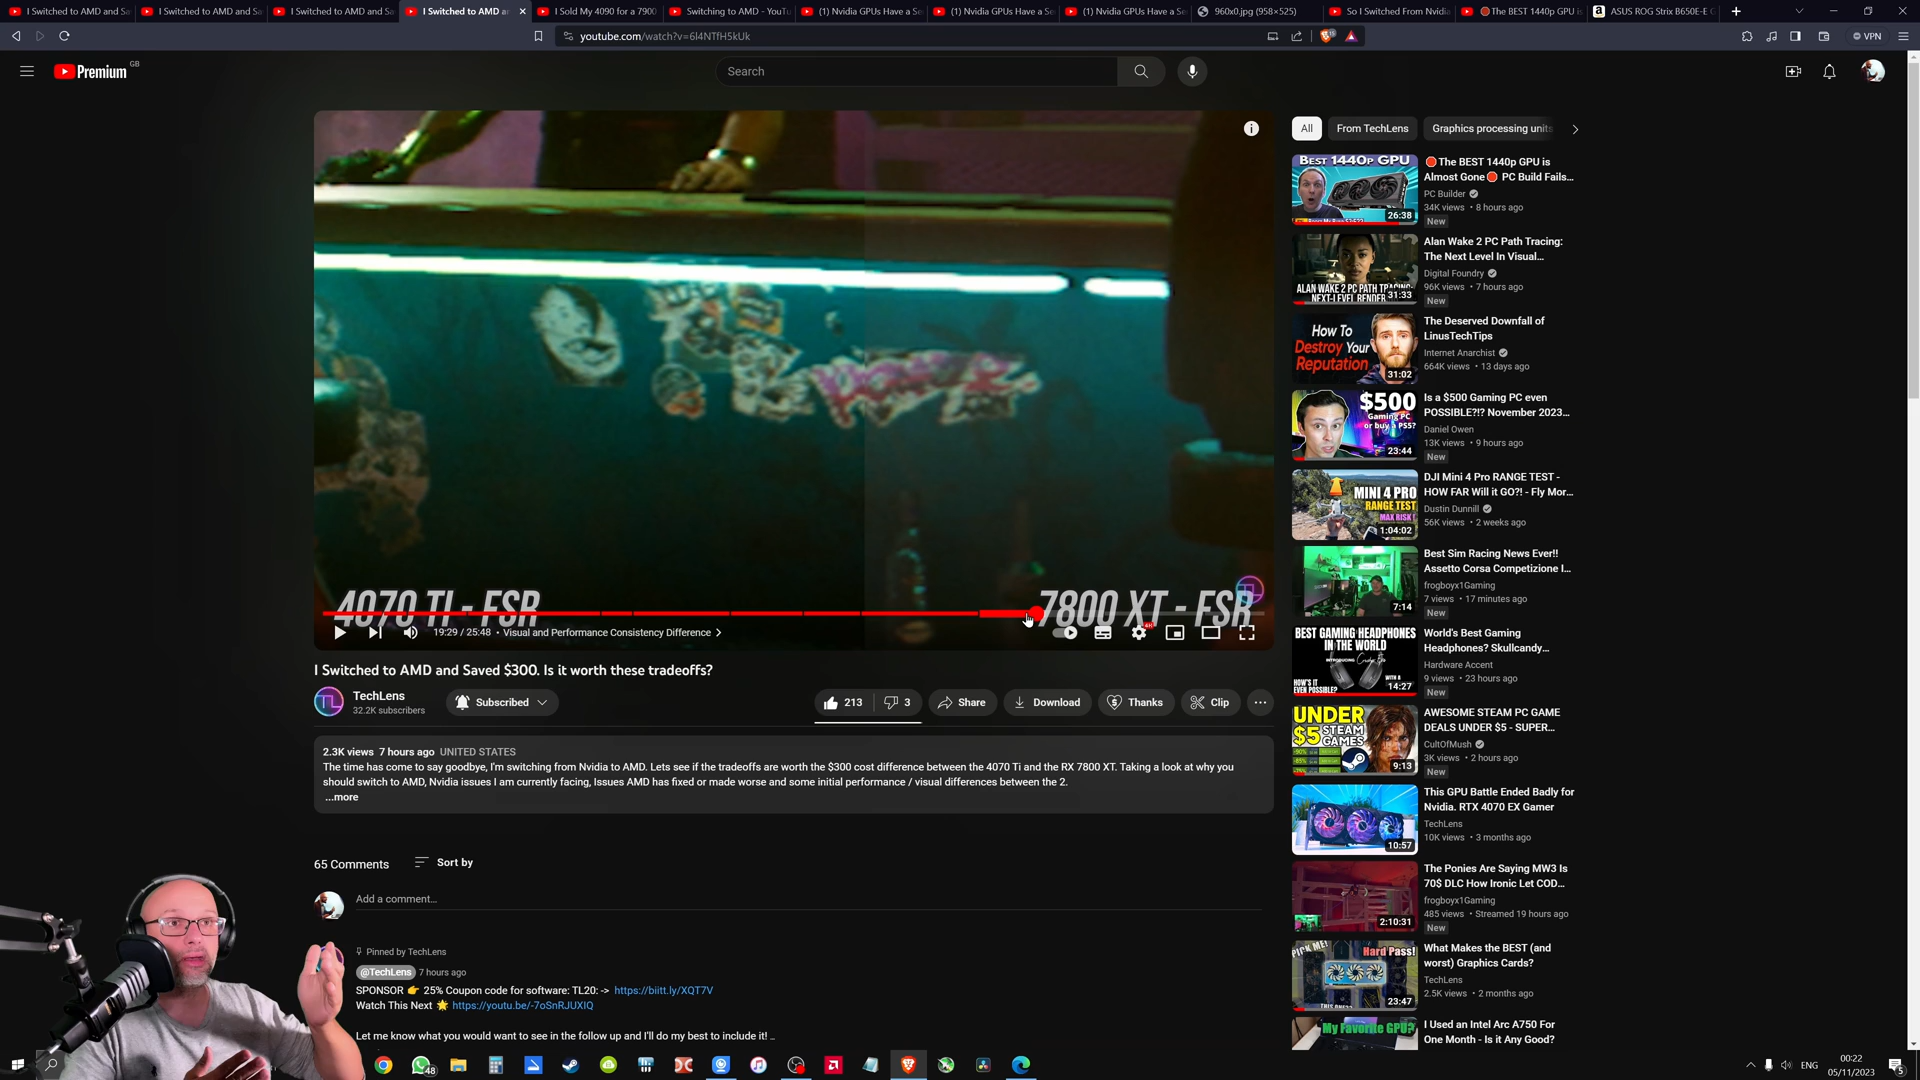 I Switched to AMD and Sa
I Switched to AMD and Sa
I Switched to AMD and Sa
I Switched to AMD an
I Sold My 4090 for a 7900
Switching to AMD - YouTu
(1) Nvidia GPUs Have a Se
(1) Nvidia GPUs Have a Se
(1) Nvidia GPUs Have a Se
960x0.jpg (958×525)
So I Switched From Nvidia
The BEST 1440p GPU is
ASUS ROG Strix B650E-E G
youtube.com/watch?v=6I4NTfH5kUk
VPN
Premium GB
Search
4070 TI - FSR
7800 XT - FSR
19:29 / 25:48 • Visual and Performance Consistency Difference
I Switched to AMD and Saved $300. Is it worth these tradeoffs?
TechLens
32.2K subscribers
Subscribed
213
3
Share
Download
Thanks
Clip
2.3K views 7 hours ago UNITED STATES
The time has come to say goodbye, I'm switching from Nvidia to AMD. Lets see if the tradeoffs are worth the $300 cost difference between the 4070 Ti and the RX 7800 XT. Taking a look at why you
should switch to AMD, Nvidia issues I am currently facing, Issues AMD has fixed or made worse and some initial performance / visual differences between the 2.
...more
65 Comments
Sort by
Add a comment...
Pinned by TechLens
@TechLens 7 hours ago
SPONSOR 👉 25% Coupon code for software: TL20: -> https://biitt.ly/XQT7V
Watch This Next 🌟 https://youtu.be/-7oSnRJUXIQ
Let me know what you would want to see in the follow up and I'll do my best to include it! ..
All
From TechLens
Graphics processing units
BEST 1440P GPU
26:38
The BEST 1440p GPU is
Almost Gone PC Build Fails...
PC Builder
34K views • 8 hours ago
New
ALAN WAKE 2 PC PATH TRACING:
NEXT-LEVEL RENDER
31:33
Alan Wake 2 PC Path Tracing:
The Next Level In Visual...
Digital Foundry
96K views • 7 hours ago
New
How To
Destroy Your
Reputation
31:02
The Deserved Downfall of
LinusTechTips
Internet Anarchist
664K views • 13 days ago
$500
Gaming PC
or buy a PS5?
23:44
Is a $500 Gaming PC even
POSSIBLE?!? November 2023...
Daniel Owen
13K views • 9 hours ago
New
MINI 4 PRO
RANGE TEST
MAX RISK!
1:04:02
DJI Mini 4 Pro RANGE TEST -
HOW FAR Will it GO?! - Fly Mor...
Dustin Dunnill
56K views • 2 weeks ago
7:14
Best Sim Racing News Ever!!
Assetto Corsa Competizione I...
frogboyx1Gaming
7 views • 17 minutes ago
New
BEST GAMING HEADPHONES
IN THE WORLD
INTRODUCING
HOW'S IT
EVEN POSSIBLE?
WITH A
14:27
World's Best Gaming
Headphones? Skullcandy...
Hardware Accent
9 views • 23 hours ago
New
UNDER
$5 STEAM
GAMES
9:13
AWESOME STEAM PC GAME
DEALS UNDER $5 - SUPER...
CultOfMush
3K views • 2 hours ago
New
10:57
This GPU Battle Ended Badly for
Nvidia. RTX 4070 EX Gamer
TechLens
10K views • 3 months ago
2:10:31
The Ponies Are Saying MW3 Is
70$ DLC How Ironic Let COD...
frogboyx1Gaming
485 views • Streamed 19 hours ago
New
PICK ME!
Hard Pass!
THIS ONE?
23:47
What Makes the BEST (and
worst) Graphics Cards?
TechLens
2.5K views • 2 months ago
My Favorite GPU?
I Used an Intel Arc A750 For
One Month - Is it Any Good?
48
ENG
00:22
05/11/2023
5